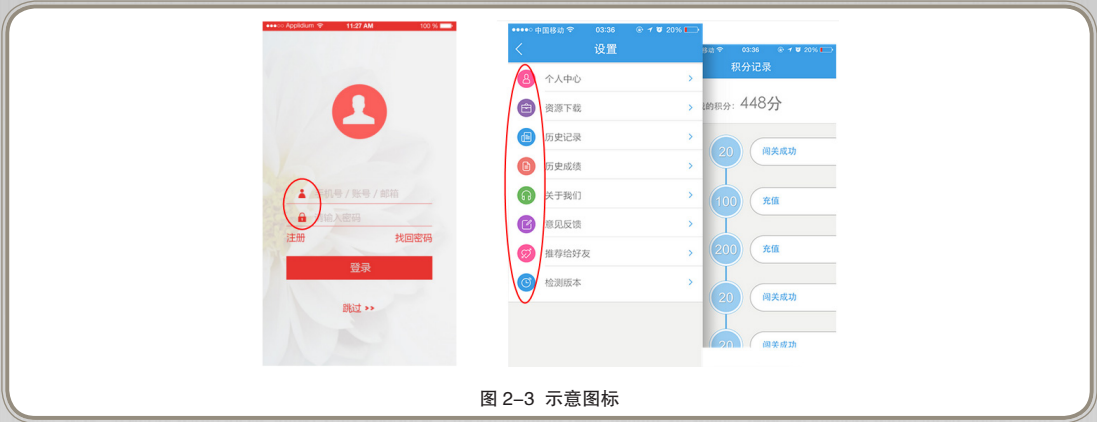 Applidium 11:27 AM 100 %
手机号 / 账号 / 邮箱
请输入密码
注册 找回密码
登录
跳过 >>
中国移动 03:36 20%
设置
个人中心
资源下载
历史记录
历史成绩
关于我们
意见反馈
推荐给好友
检测版本
移动 03:36 20%
积分记录
的积分: 448分
20 闯关成功
100 充值
200 充值
20 闯关成功
20 闯关成功
图 2-3 示意图标